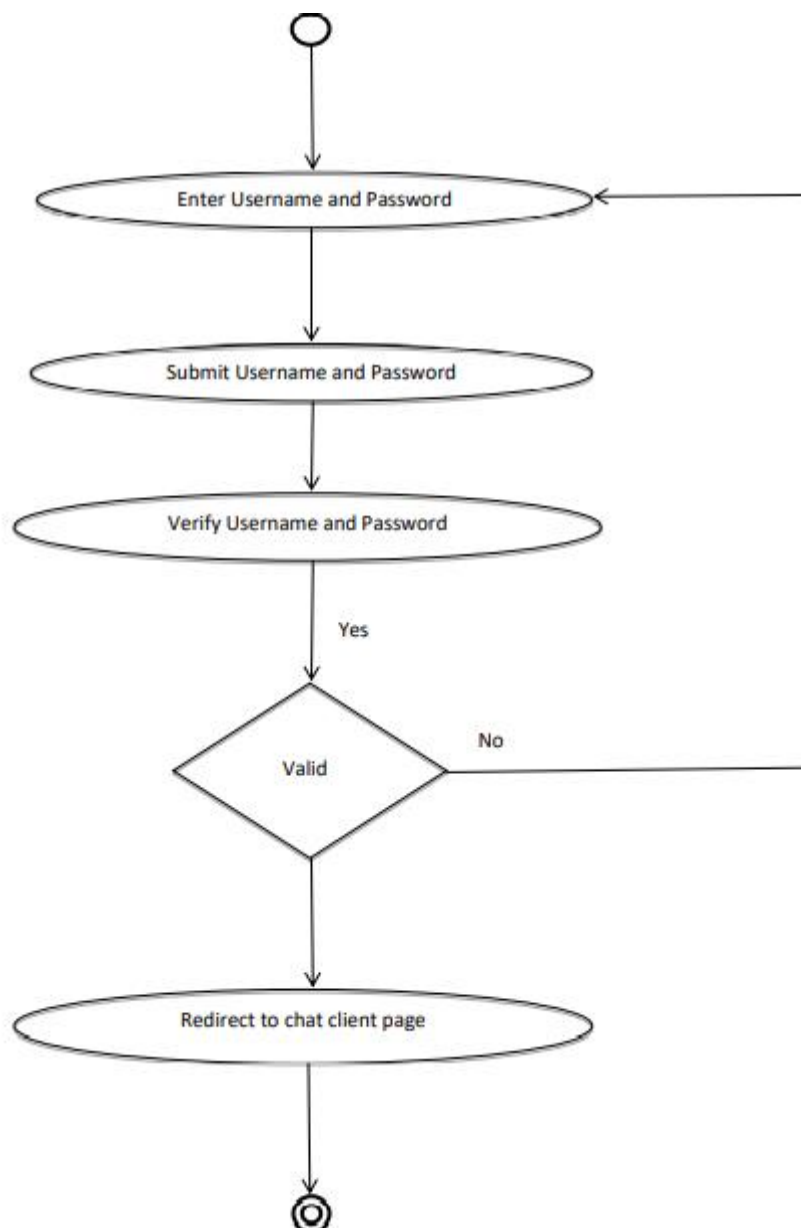 Enter Username and Password
Submit Username and Password
Verify Username and Password
Yes
No
Valid
Redirect to chat client page